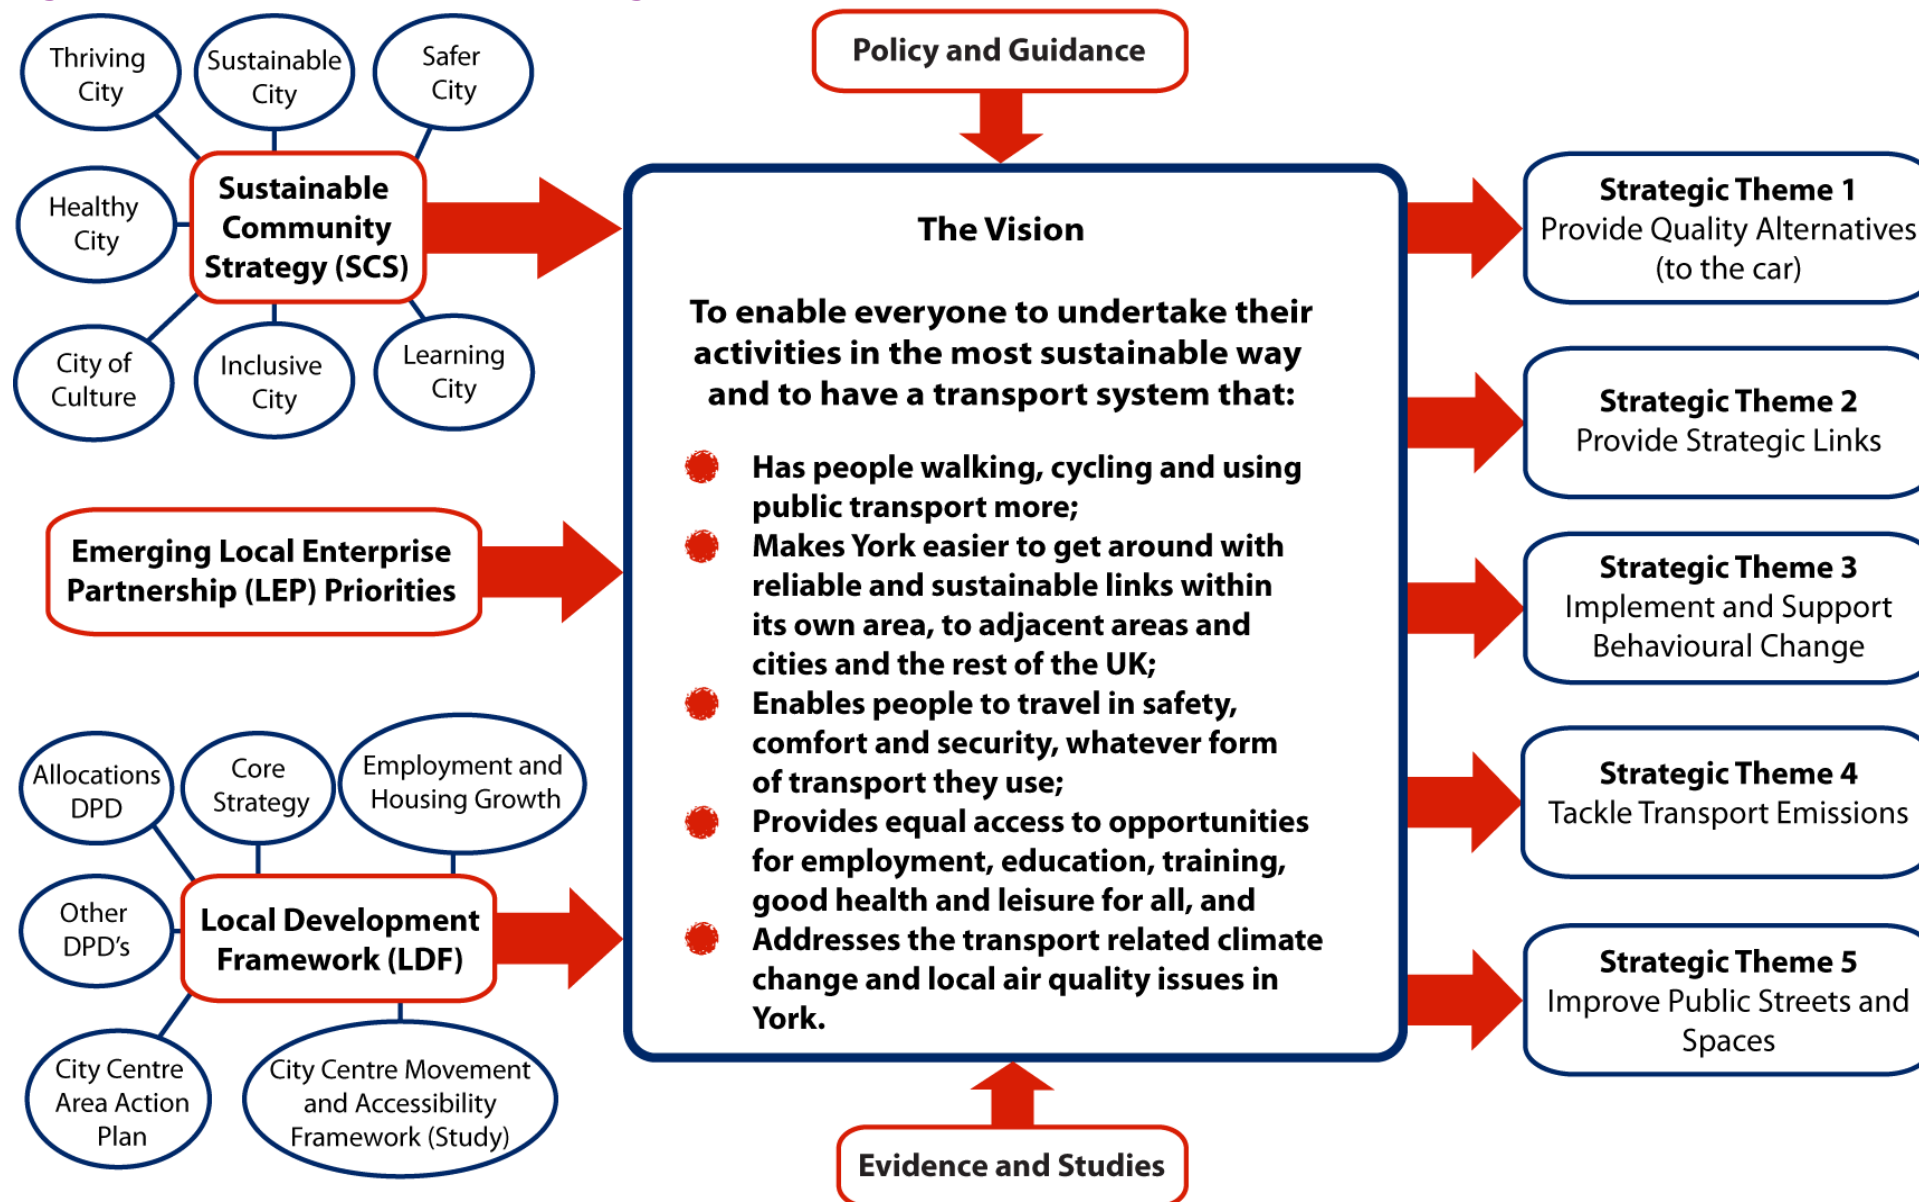 Thriving
City
Sustainable
City
Safer
City
Healthy
City
Sustainable
Community
Strategy (SCS)
City of
Culture
Inclusive
City
Learning
City
Emerging Local Enterprise
Partnership (LEP) Priorities
Allocations
DPD
Core
Strategy
Employment and
Housing Growth
Other
DPD's
Local Development
Framework (LDF)
City Centre
Area Action
Plan
City Centre Movement
and Accessibility
Framework (Study)
Policy and Guidance
The Vision
To enable everyone to undertake their
activities in the most sustainable way
and to have a transport system that:
Has people walking, cycling and using
public transport more;
Makes York easier to get around with
reliable and sustainable links within
its own area, to adjacent areas and
cities and the rest of the UK;
Enables people to travel in safety,
comfort and security, whatever form
of transport they use;
Provides equal access to opportunities
for employment, education, training,
good health and leisure for all, and
Addresses the transport related climate
change and local air quality issues in
York.
Evidence and Studies
Strategic Theme 1
Provide Quality Alternatives
(to the car)
Strategic Theme 2
Provide Strategic Links
Strategic Theme 3
Implement and Support
Behavioural Change
Strategic Theme 4
Tackle Transport Emissions
Strategic Theme 5
Improve Public Streets and
Spaces